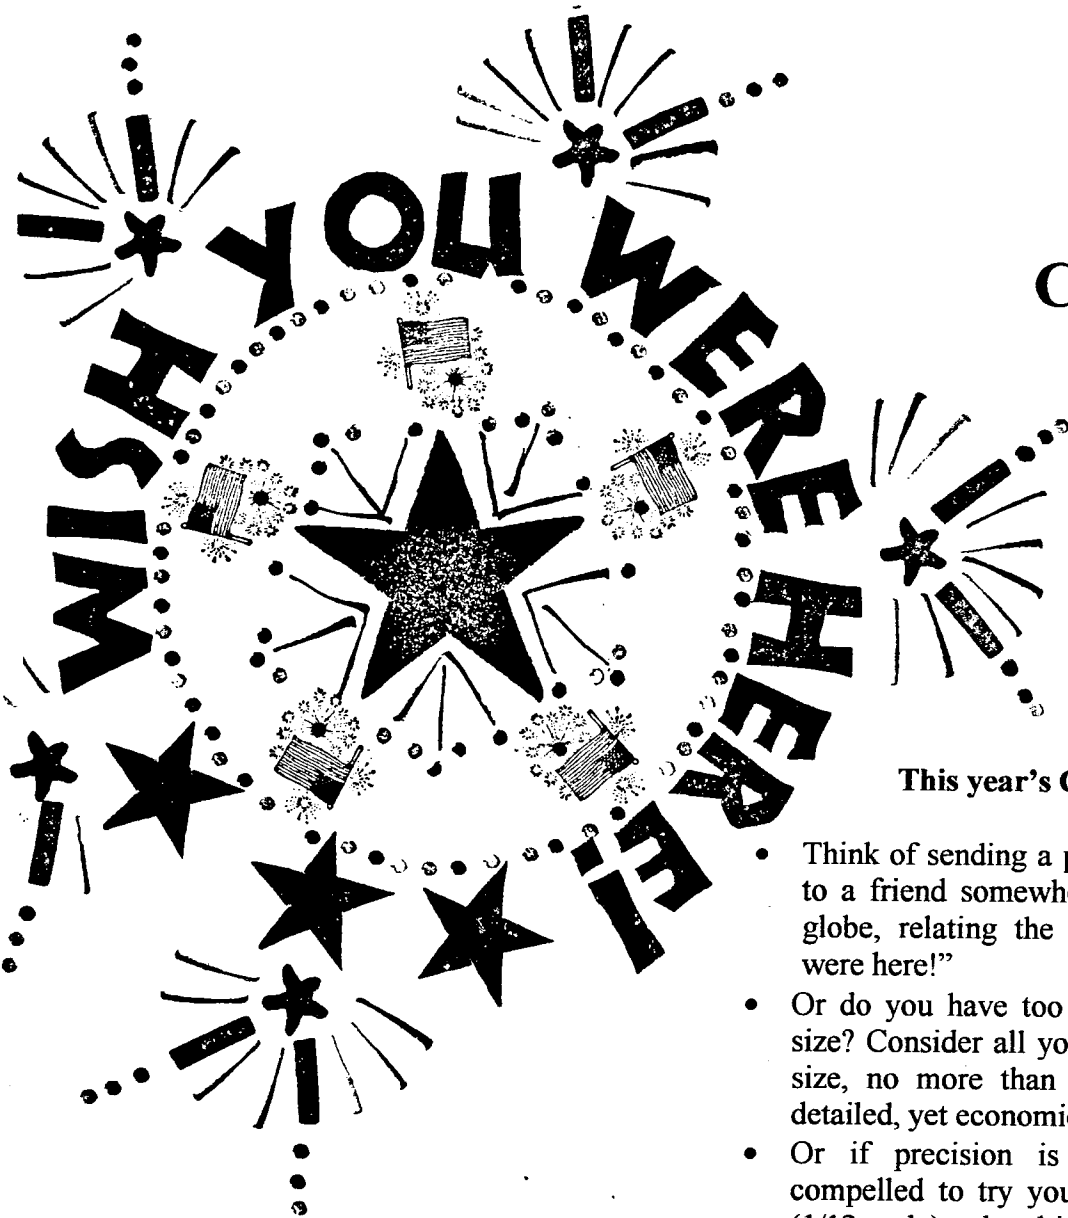 WISH YOU WERE HERE!
C
This year's C
• Think of sending a p
to a friend somewh
globe, relating the
were here!”
• Or do you have too
size? Consider all yo
size, no more than
detailed, yet economi
• Or if precision is
compelled to try you